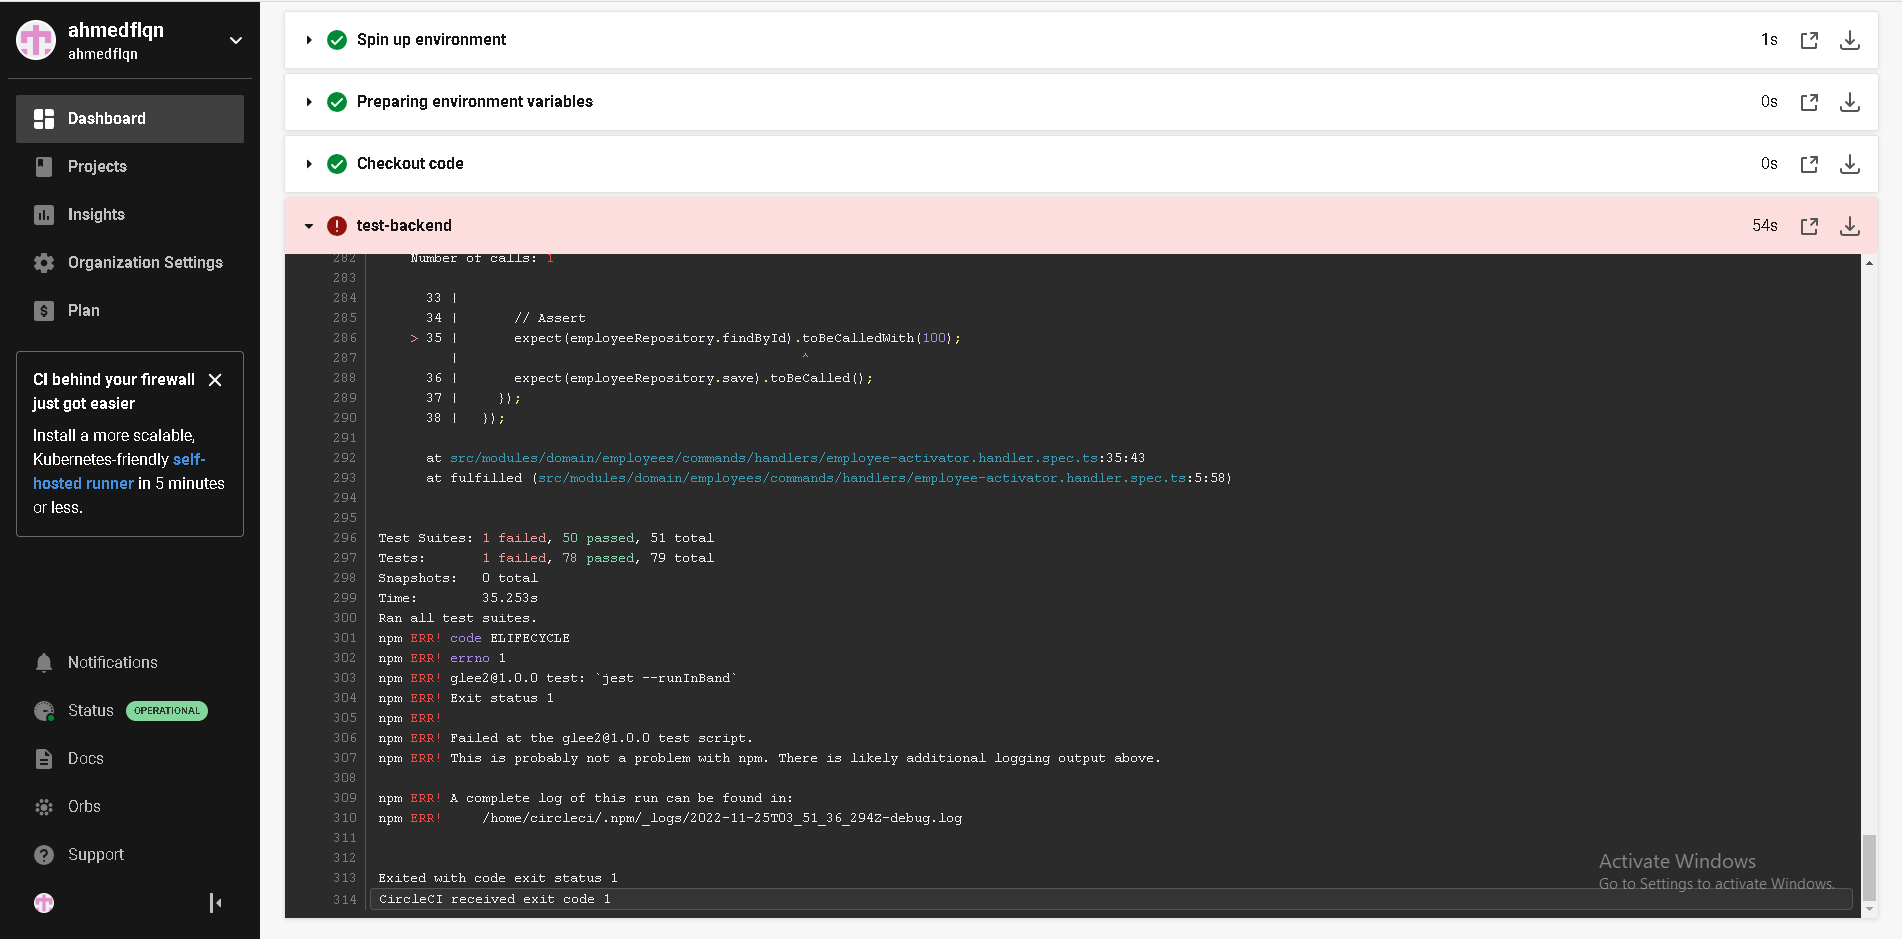 ahmedflqn
ahmedflqn
Dashboard
Projects
Insights
Organization Settings
Plan
CI behind your firewall
just got easier
Install a more scalable,
Kubernetes-friendly self-
hosted runner in 5 minutes
or less.
Notifications
Status OPERATIONAL
Docs
Orbs
Support
Spin up environment 1s
Preparing environment variables 0s
Checkout code 0s
test-backend 54s
282 Number of calls: 1
283
284 33 |
285 34 | // Assert
286 > 35 | expect(employeeRepository.findById).toBeCalledWith(100);
287 | ^
288 36 | expect(employeeRepository.save).toBeCalled();
289 37 | });
290 38 | });
291
292 at src/modules/domain/employees/commands/handlers/employee-activator.handler.spec.ts:35:43
293 at fulfilled (src/modules/domain/employees/commands/handlers/employee-activator.handler.spec.ts:5:58)
294
295
296 Test Suites: 1 failed, 50 passed, 51 total
297 Tests: 1 failed, 78 passed, 79 total
298 Snapshots: 0 total
299 Time: 35.253s
300 Ran all test suites.
301 npm ERR! code ELIFECYCLE
302 npm ERR! errno 1
303 npm ERR! glee2@1.0.0 test: `jest --runInBand`
304 npm ERR! Exit status 1
305 npm ERR!
306 npm ERR! Failed at the glee2@1.0.0 test script.
307 npm ERR! This is probably not a problem with npm. There is likely additional logging output above.
308
309 npm ERR! A complete log of this run can be found in:
310 npm ERR! /home/circleci/.npm/_logs/2022-11-25T03_51_36_294Z-debug.log
311
312
313 Exited with code exit status 1
314 CircleCI received exit code 1
Activate Windows
Go to Settings to activate Windows.